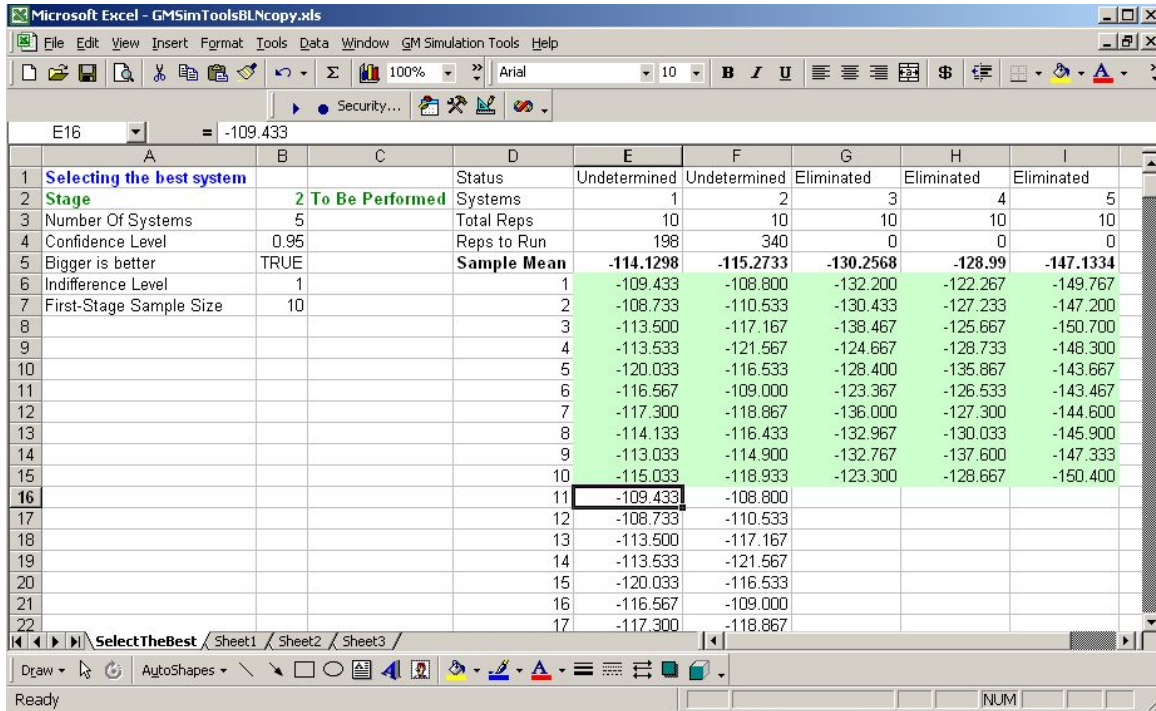 Microsoft Excel - GMSimToolsBLNcopy.xls
File Edit View Insert Format Tools Data Window GM Simulation Tools Help
100% Arial 10 B I U $ A
Security...
E16 = -109.433
A B C D E F G H I
1 Selecting the best system Status Undetermined Undetermined Eliminated Eliminated Eliminated
2 Stage 2 To Be Performed Systems 1 2 3 4 5
3 Number Of Systems 5 Total Reps 10 10 10 10 10
4 Confidence Level 0.95 Reps to Run 198 340 0 0 0
5 Bigger is better TRUE Sample Mean -114.1298 -115.2733 -130.2568 -128.99 -147.1334
6 Indifference Level 1 1 -109.433 -108.800 -132.200 -122.267 -149.767
7 First-Stage Sample Size 10 2 -108.733 -110.533 -130.433 -127.233 -147.200
8 3 -113.500 -117.167 -138.467 -125.667 -150.700
9 4 -113.533 -121.567 -124.667 -128.733 -148.300
10 5 -120.033 -116.533 -128.400 -135.867 -143.667
11 6 -116.567 -109.000 -123.367 -126.533 -143.467
12 7 -117.300 -118.867 -136.000 -127.300 -144.600
13 8 -114.133 -116.433 -132.967 -130.033 -145.900
14 9 -113.033 -114.900 -132.767 -137.600 -147.333
15 10 -115.033 -118.933 -123.300 -128.667 -150.400
16 11 -109.433 -108.800
17 12 -108.733 -110.533
18 13 -113.500 -117.167
19 14 -113.533 -121.567
20 15 -120.033 -116.533
21 16 -116.567 -109.000
22 17 -117.300 -118.867
SelectTheBest Sheet1 Sheet2 Sheet3
Draw AutoShapes A A
Ready NUM